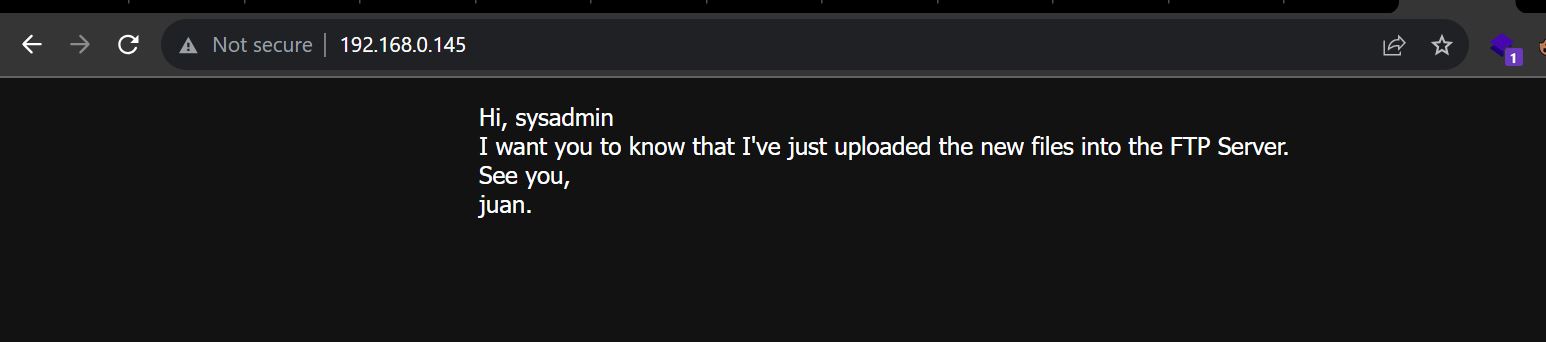 Not secure
192.168.0.145
1
Hi, sysadmin
I want you to know that I've just uploaded the new files into the FTP Server.
See you,
juan.